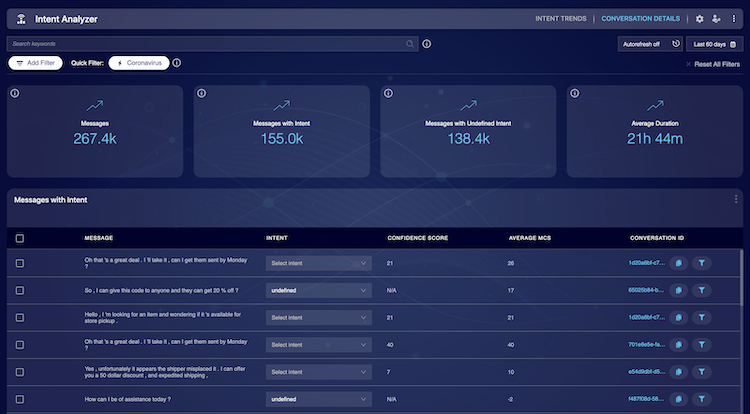 Intent Analyzer
INTENT TRENDS | CONVERSATION DETAILS
Search keywords
Autorefresh off
Last 60 days
Add Filter
Quick Filter:
Coronavirus
Reset All Filters
Messages
267.4k
Messages with Intent
155.0k
Messages with Undefined Intent
138.4k
Average Duration
21h 44m
Messages with Intent
MESSAGE INTENT CONFIDENCE SCORE AVERAGE MCS CONVERSATION ID
Oh that 's a great deal . I 'll take it , can I get them sent by Monday
?
Select intent 21 26 1d20a6bf-c7...
So , I can give this code to anyone and they can get 20 % off ?
undefined N/A 17 65025b84-b...
Hello , I 'm looking for an item and wondering if it 's available for
store pickup .
Select intent 21 21 1d20a6bf-c7...
Oh that 's a great deal . I 'll take it , can I get them sent by Monday
?
Select intent 40 40 701e6e5e-fa...
Yes , unfortunately it appears the shipper misplaced it . I can offer
you a 50 dollar discount , and expedited shipping .
Select intent 7 10 e54d9dbf-d5...
How can I be of assistance today ?
undefined N/A -2 f487f08d-58...